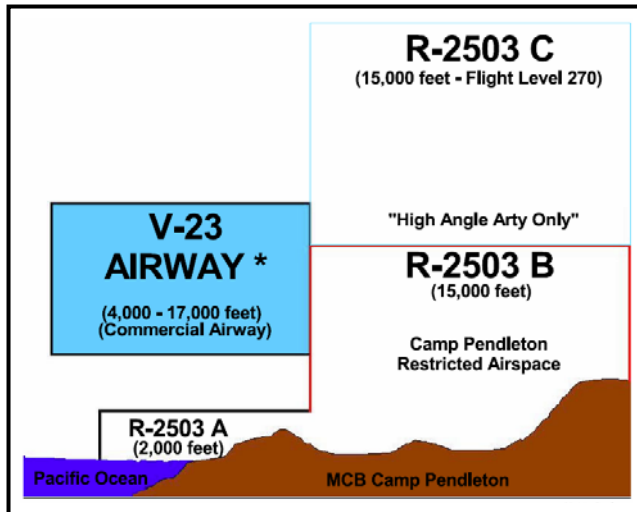 R-2503 C
(15,000 feet - Flight Level 270)
"High Angle Arty Only"
V-23
AIRWAY *
(4,000 - 17,000 feet)
(Commercial Airway)
R-2503 B
(15,000 feet)
Camp Pendleton
Restricted Airspace
R-2503 A
(2,000 feet)
Pacific Ocean
MCB Camp Pendleton